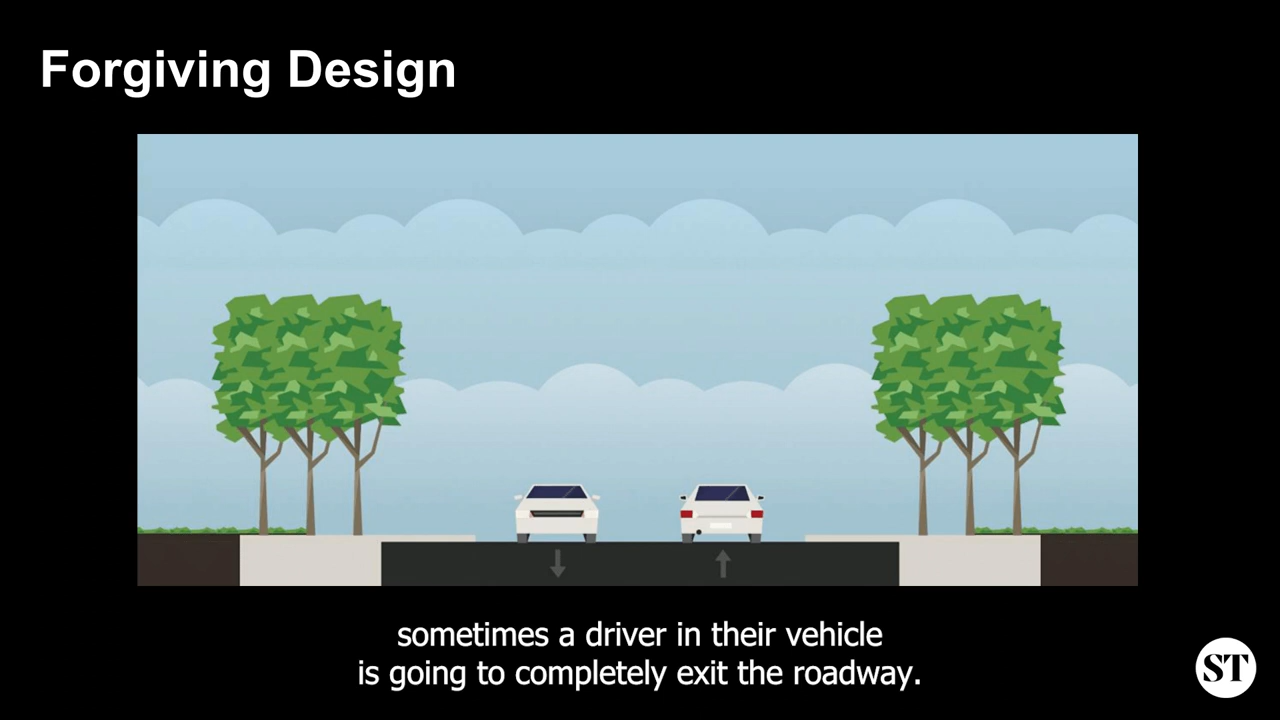 Forgiving Design
sometimes a driver in their vehicle
is going to completely exit the roadway.
ST